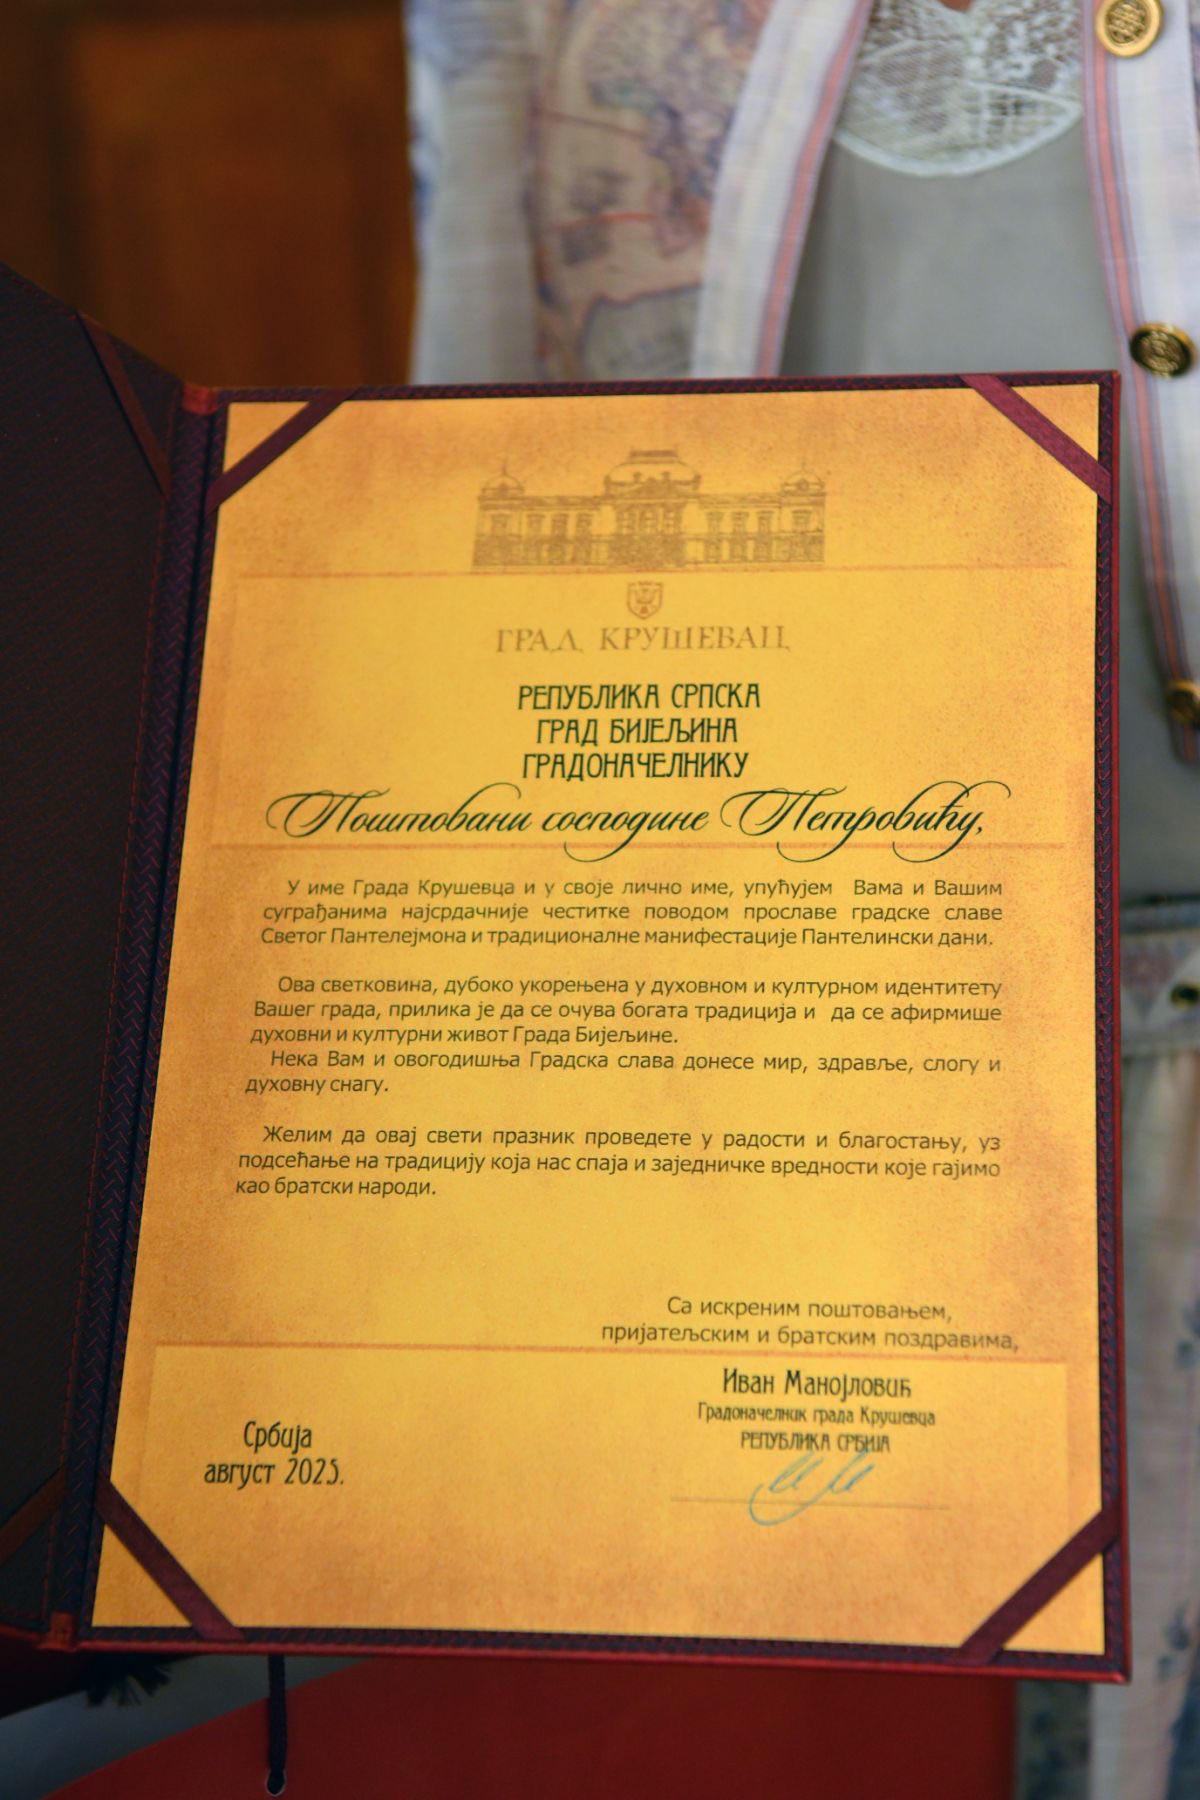 ГРАД КРУШЕВАЦ
РЕПУБЛИКА СРПСКА
ГРАД БИЈЕЉИНА
ГРАДОНАЧЕЛНИКУ
Поштовани господине Петровићу,
У име Града Крушевца и у своје лично име, упућујем Вама и Вашим
суграђанима најсрдачније честитке поводом прославе градске славе
Светог Пантелејмона и традиционалне манифестације Пантелински дани.
Ова светковина, дубоко укорењена у духовном и културном идентитету
Вашег града, прилика је да се очува богата традиција и да се афирмише
духовни и културни живот Града Бијељине.
Нека Вам и овогодишња Градска слава донесе мир, здравље, слогу и
духовну снагу.
Желим да овај свети празник проведете у радости и благостању, уз
подсећање на традицију која нас спаја и заједничке вредности које гајимо
као братски народи.
Са искреним поштовањем,
пријатељским и братским поздравима,
Иван Манојловић
Градоначелник града Крушевца
РЕПУБЛИКА СРБИЈА
Србија
август 2025.